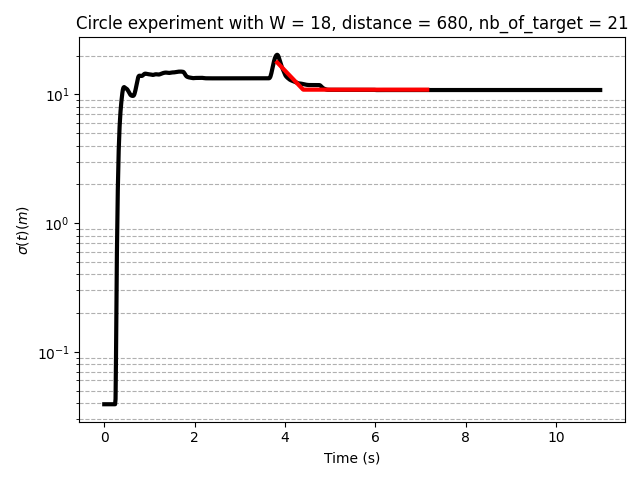 Circle experiment with W = 18, distance = 680, nb_of_target = 21
σ(t)(m)
10¹
10⁰
10⁻¹
0 2 4 6 8 10
Time (s)